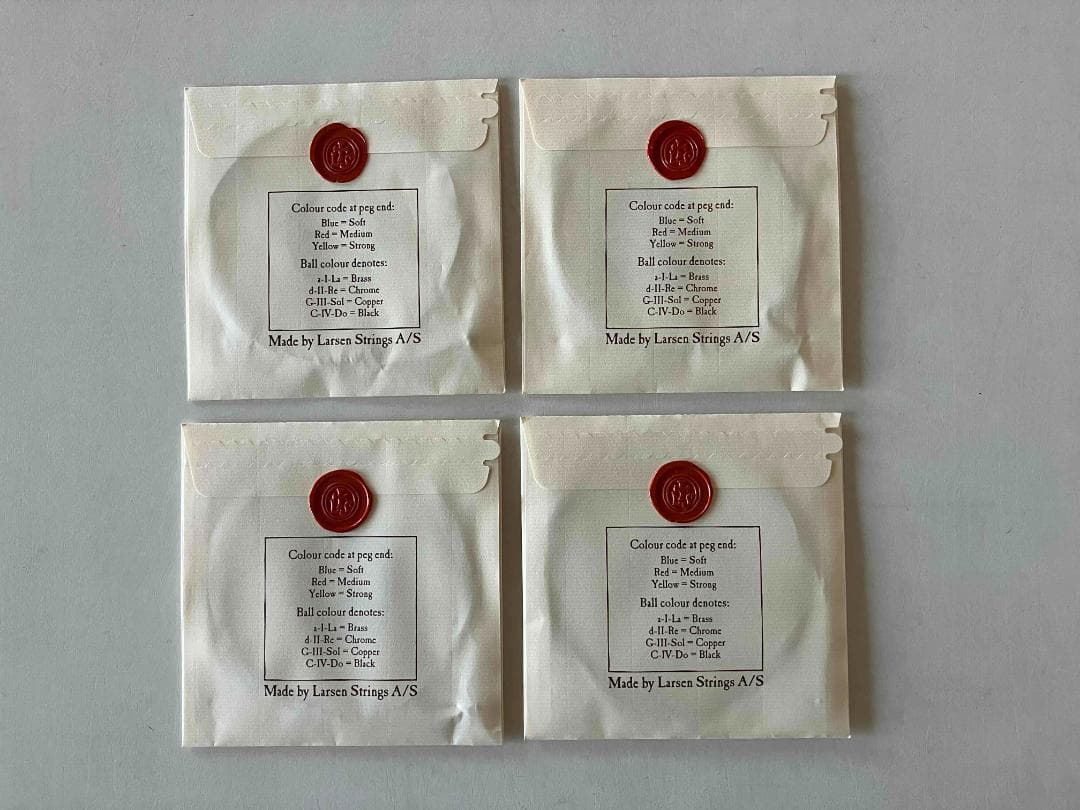 Colour code at peg end:
Blue = Soft
Red = Medium
Yellow = Strong
Ball colour denotes:
a-I-La = Brass
d-II-Re = Chrome
G-III-Sol = Copper
C-IV-Do = Black
Made by Larsen Strings A/S
Colour code at peg end:
Blue = Soft
Red = Medium
Yellow = Strong
Ball colour denotes:
a-I-La = Brass
d-II-Re = Chrome
G-III-Sol = Copper
C-IV-Do = Black
Made by Larsen Strings A/S
Colour code at peg end:
Blue = Soft
Red = Medium
Yellow = Strong
Ball colour denotes:
a-I-La = Brass
d-II-Re = Chrome
G-III-Sol = Copper
C-IV-Do = Black
Made by Larsen Strings A/S
Colour code at peg end:
Blue = Soft
Red = Medium
Yellow = Strong
Ball colour denotes:
a-I-La = Brass
d-II-Re = Chrome
G-III-Sol = Copper
C-IV-Do = Black
Made by Larsen Strings A/S